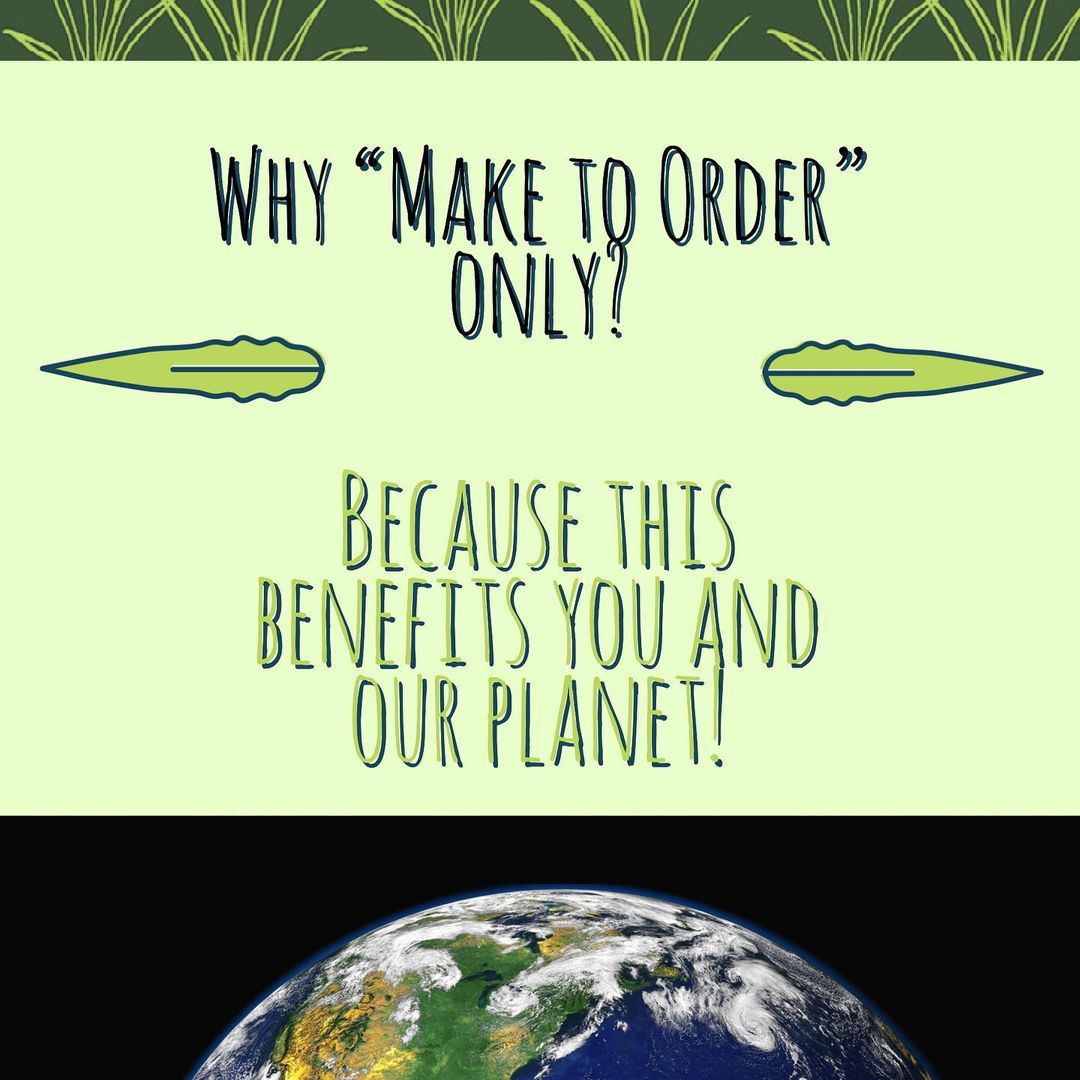 Why “Make to Order”
only?
Because this
benefits you and
our planet!